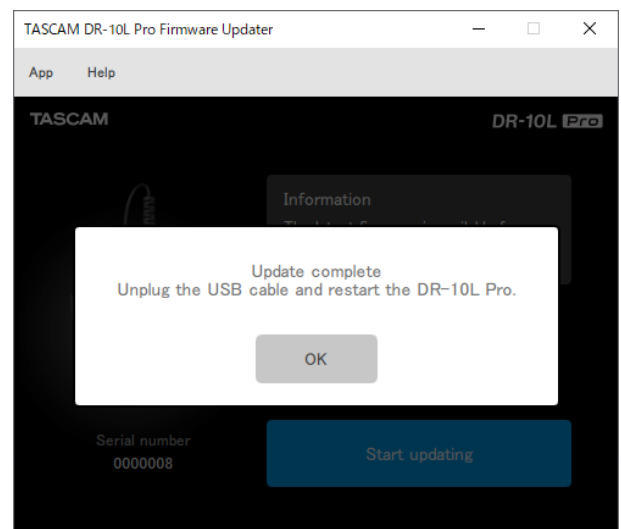 TASCAM DR-10L Pro Firmware Updater
App Help
TASCAM
DR-10L Pro
Information
Update complete
Unplug the USB cable and restart the DR-10L Pro.
OK
Serial number
0000008
Start updating